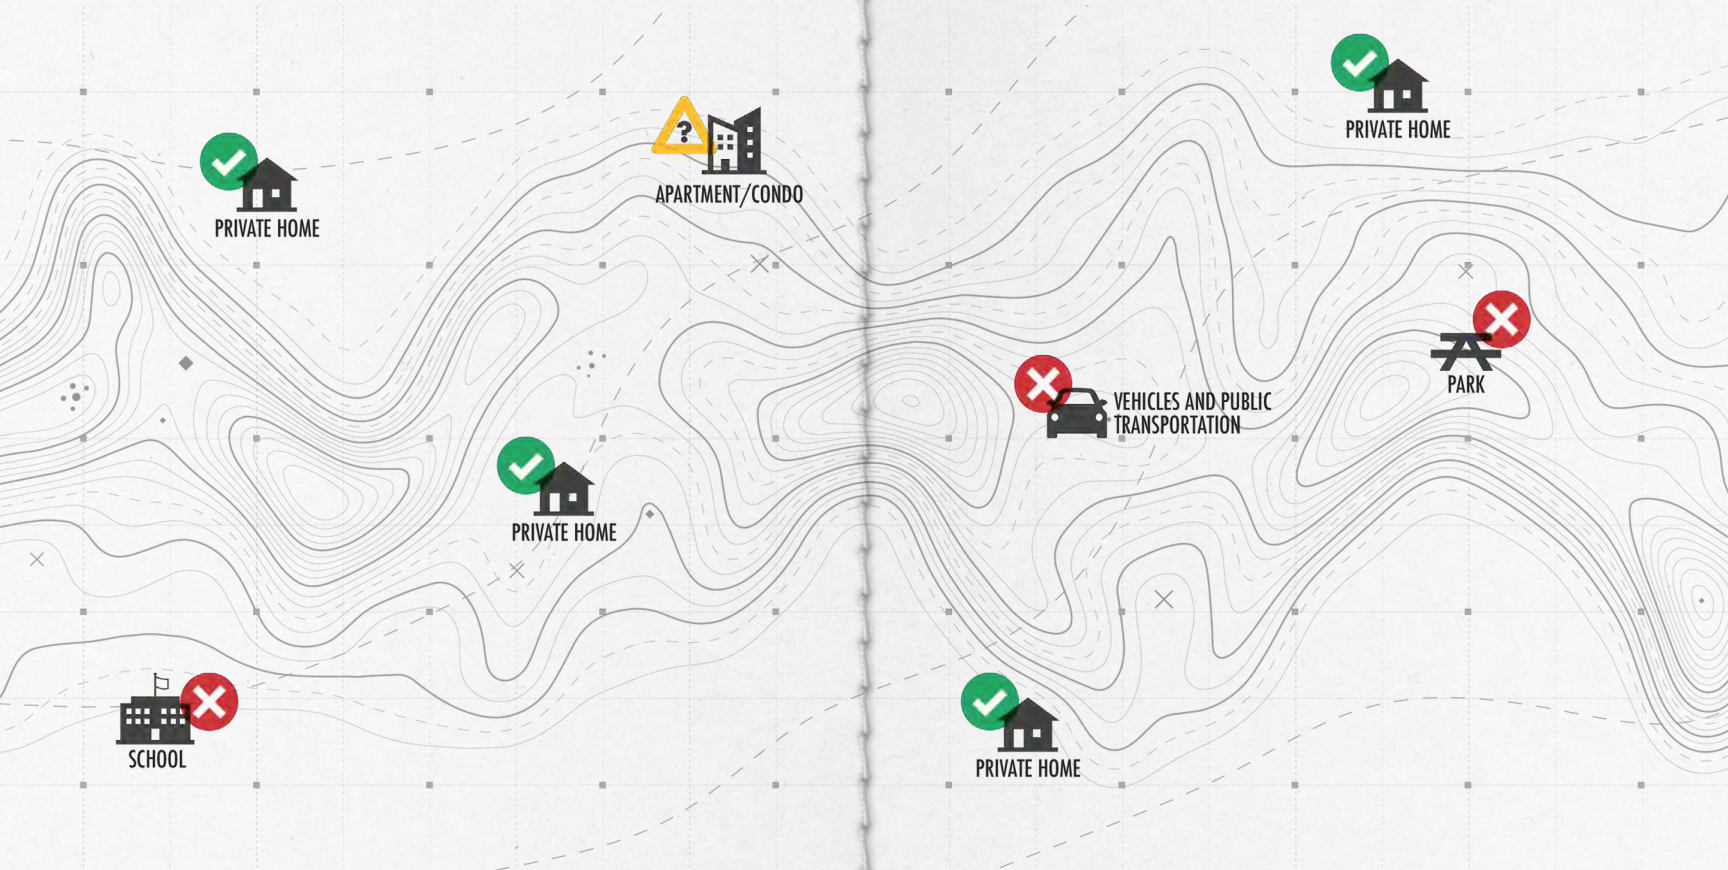 PRIVATE HOME
APARTMENT/CONDO
?
PRIVATE HOME
PARK
VEHICLES AND PUBLIC
TRANSPORTATION
PRIVATE HOME
SCHOOL
PRIVATE HOME